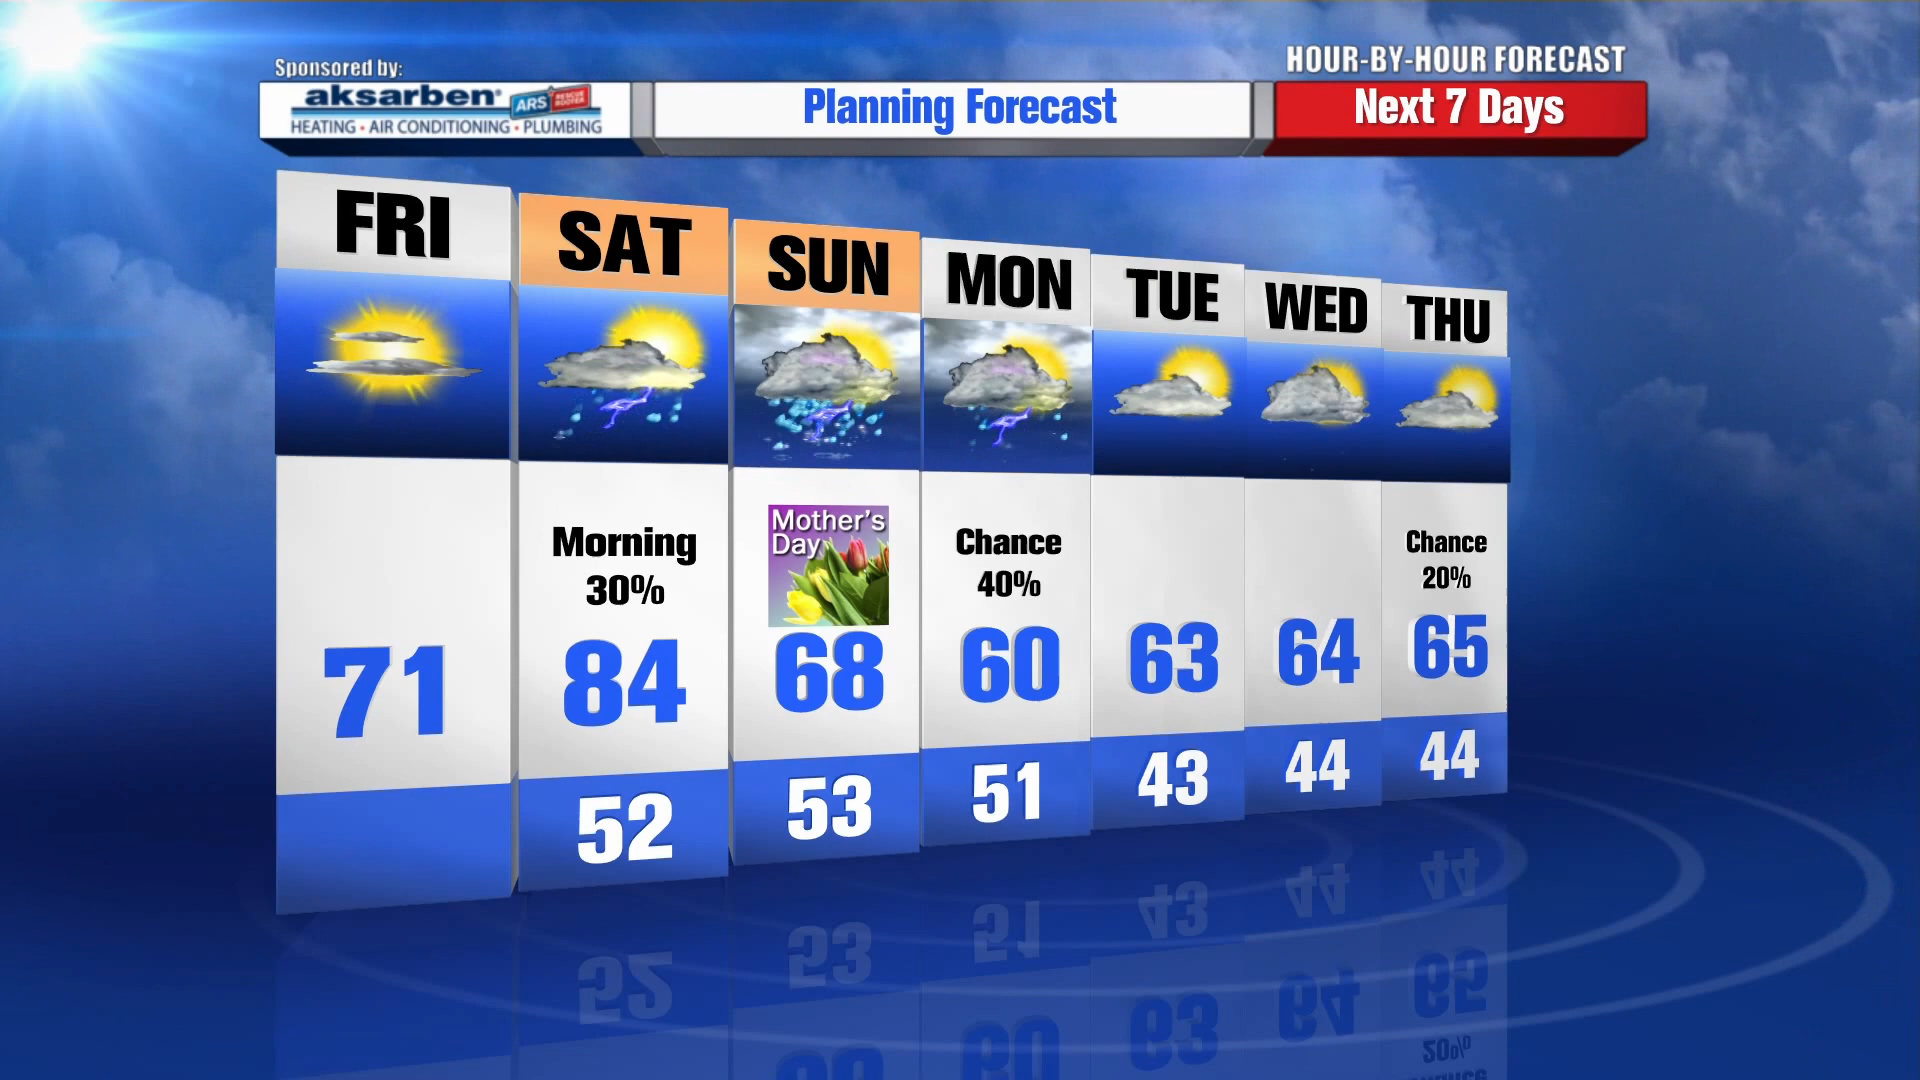 Sponsored by:
aksarben®
ARS RESCUE ROOTER
HEATING · AIR CONDITIONING · PLUMBING
Planning Forecast
HOUR-BY-HOUR FORECAST
Next 7 Days
FRI
71
SAT
Morning
30%
84
52
SUN
Mother's
Day
68
53
MON
Chance
40%
60
51
TUE
63
43
WED
64
44
THU
Chance
20%
65
44